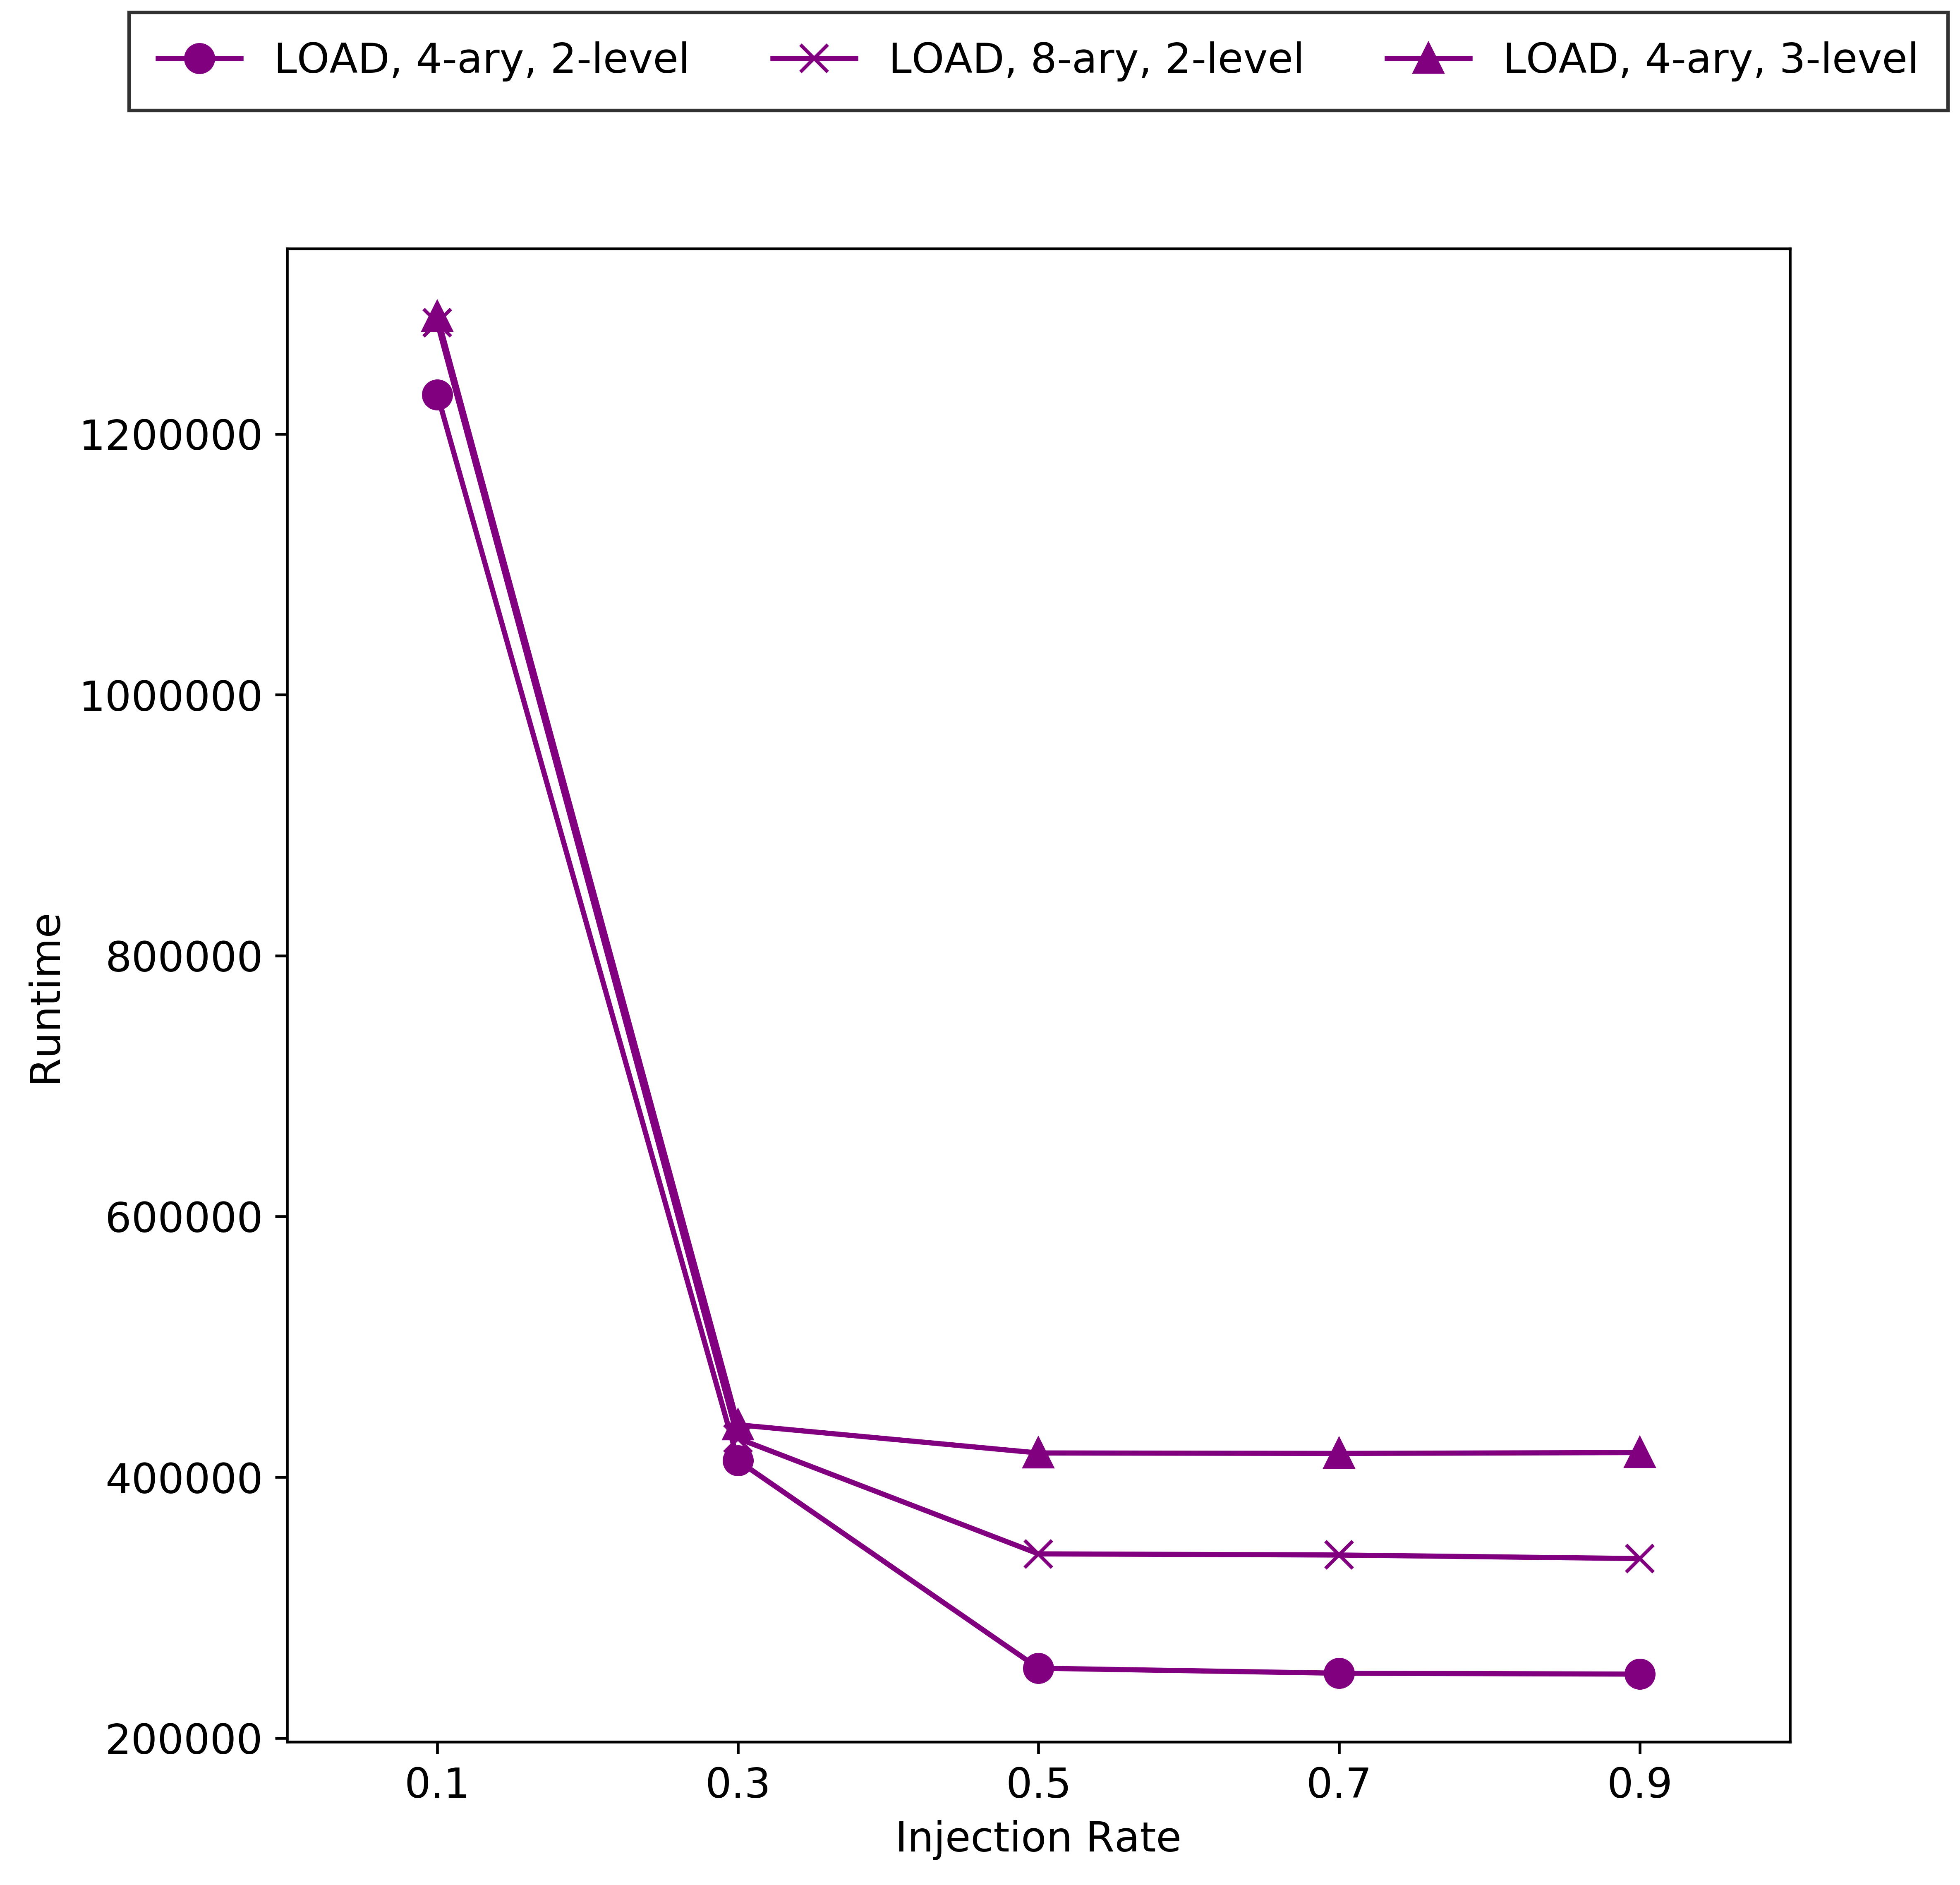 LOAD, 4-ary, 2-level
LOAD, 8-ary, 2-level
LOAD, 4-ary, 3-level
1200000
1000000
800000
600000
400000
200000
Runtime
0.1
0.3
0.5
0.7
0.9
Injection Rate